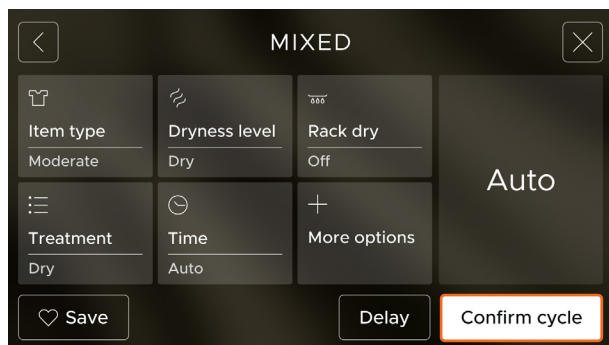 MIXED
Item type
Moderate
Dryness level
Dry
Rack dry
Off
Auto
Treatment
Dry
Time
Auto
More options
Save
Delay
Confirm cycle